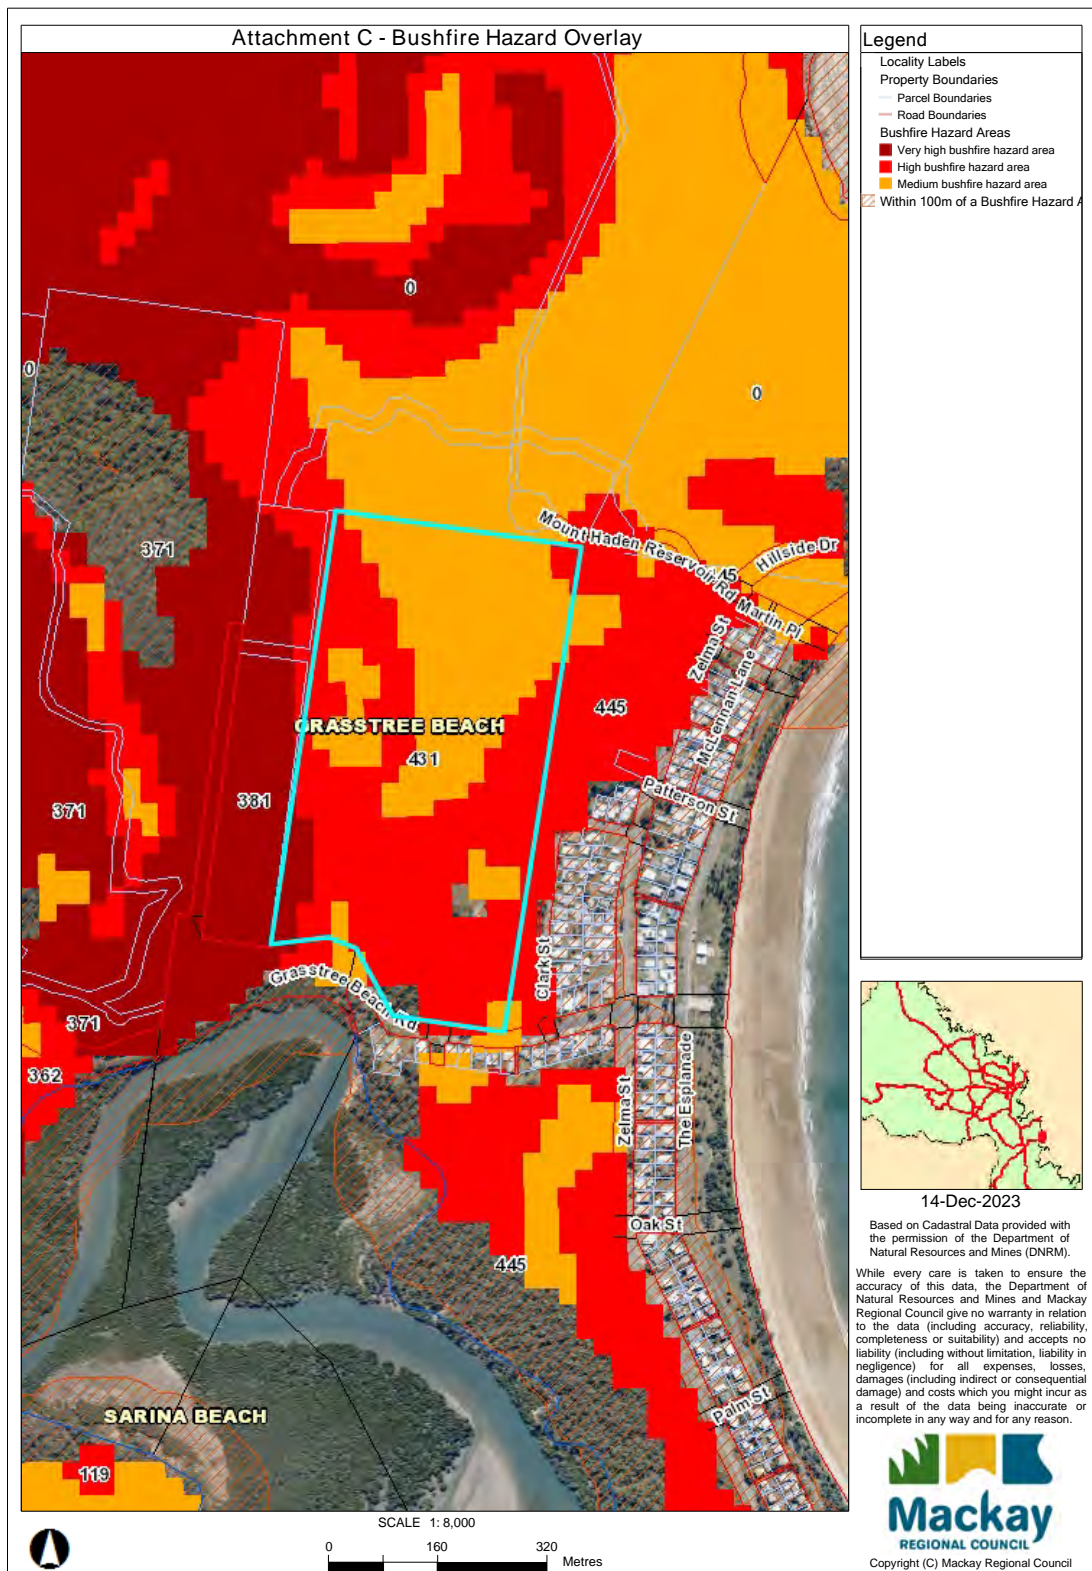 Attachment C - Bushfire Hazard Overlay
Legend
Locality Labels
Property Boundaries
Parcel Boundaries
Road Boundaries
Bushfire Hazard Areas
Very high bushfire hazard area
High bushfire hazard area
Medium bushfire hazard area
Within 100m of a Bushfire Hazard A
0
0
0
371
Mount Haden Reservoir Rd
Hillside Dr
Martin Pl
Zelma St
McLennan Lane
445
GRASSTREE BEACH
431
381
371
Patterson St
Clark St
Grasstree Beach Rd
371
362
Zelma St
The Esplanade
Oak St
445
Palm St
SARINA BEACH
119
14-Dec-2023
Based on Cadastral Data provided with
the permission of the Department of
Natural Resources and Mines (DNRM).
While every care is taken to ensure the
accuracy of this data, the Department of
Natural Resources and Mines and Mackay
Regional Council give no warranty in relation
to the data (including accuracy, reliability,
completeness or suitability) and accepts no
liability (including without limitation, liability in
negligence) for all expenses, losses,
damages (including indirect or consequential
damage) and costs which you might incur as
a result of the data being inaccurate or
incomplete in any way and for any reason.
Mackay
REGIONAL COUNCIL
Copyright (C) Mackay Regional Council
SCALE 1: 8,000
0 160 320
Metres